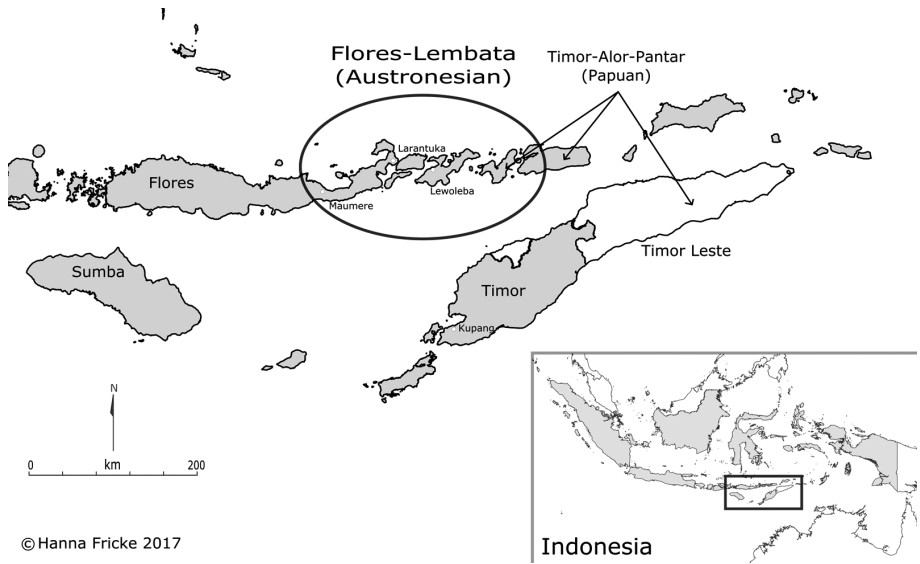 Flores-Lembata
(Austronesian)
Timor-Alor-Pantar
(Papuan)
Larantuka
Flores
Lewoleba
Maumere
Timor Leste
Sumba
Timor
Kupang
N
0 km 200
© Hanna Fricke 2017
Indonesia